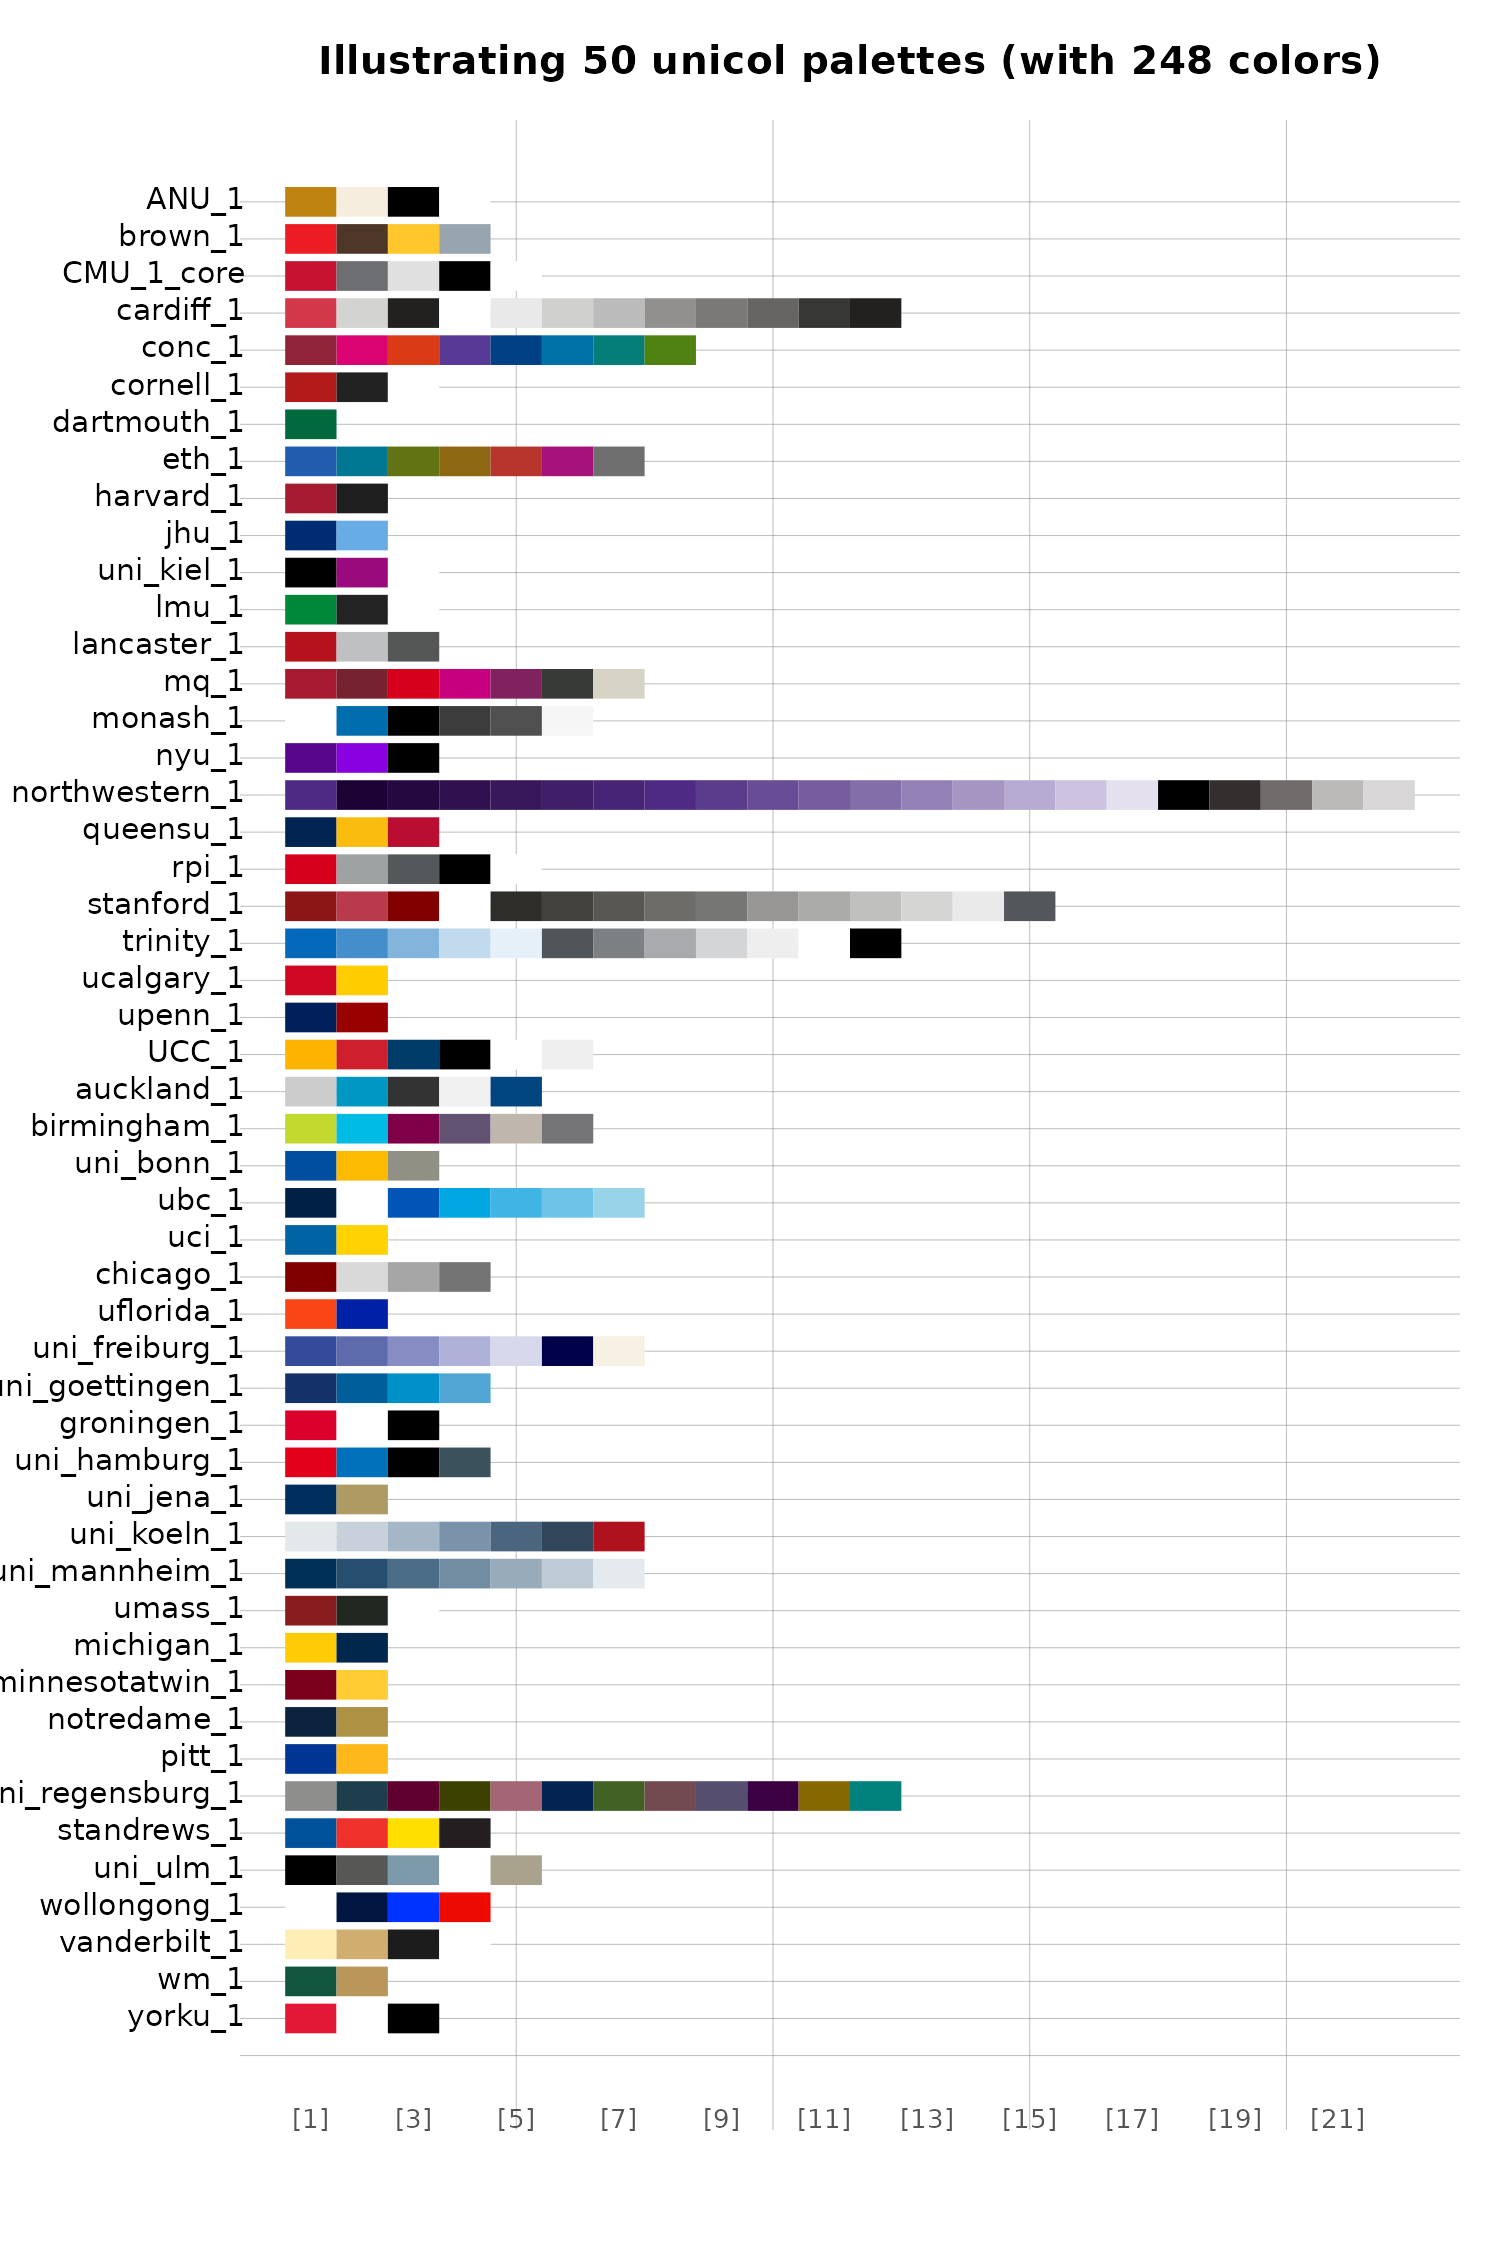 Illustrating 50 unicol palettes (with 248 colors)
ANU_1
brown_1
CMU_1_core
cardiff_1
conc_1
cornell_1
dartmouth_1
eth_1
harvard_1
jhu_1
uni_kiel_1
lmu_1
lancaster_1
mq_1
monash_1
nyu_1
northwestern_1
queensu_1
rpi_1
stanford_1
trinity_1
ucalgary_1
upenn_1
UCC_1
auckland_1
birmingham_1
uni_bonn_1
ubc_1
uci_1
chicago_1
uflorida_1
uni_freiburg_1
uni_goettingen_1
groningen_1
uni_hamburg_1
uni_jena_1
uni_koeln_1
uni_mannheim_1
umass_1
michigan_1
minnesotatwin_1
notredame_1
pitt_1
ni_regensburg_1
standrews_1
uni_ulm_1
wollongong_1
vanderbilt_1
wm_1
yorku_1
[1] [3] [5] [7] [9] [11] [13] [15] [17] [19] [21]